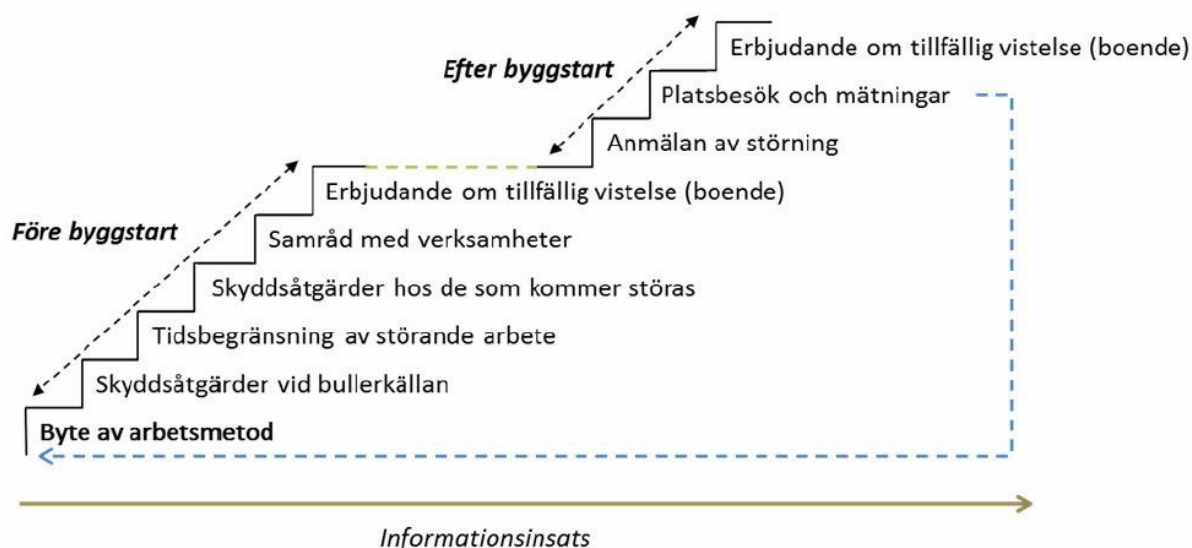 Erbjudande om tillfällig vistelse (boende)
Efter byggstart
Platsbesök och mätningar
Anmälan av störning
Erbjudande om tillfällig vistelse (boende)
Före byggstart
Samråd med verksamheter
Skyddsåtgärder hos de som kommer störas
Tidsbegränsning av störande arbete
Skyddsåtgärder vid bullerkällan
Byte av arbetsmetod
Informationsinsats